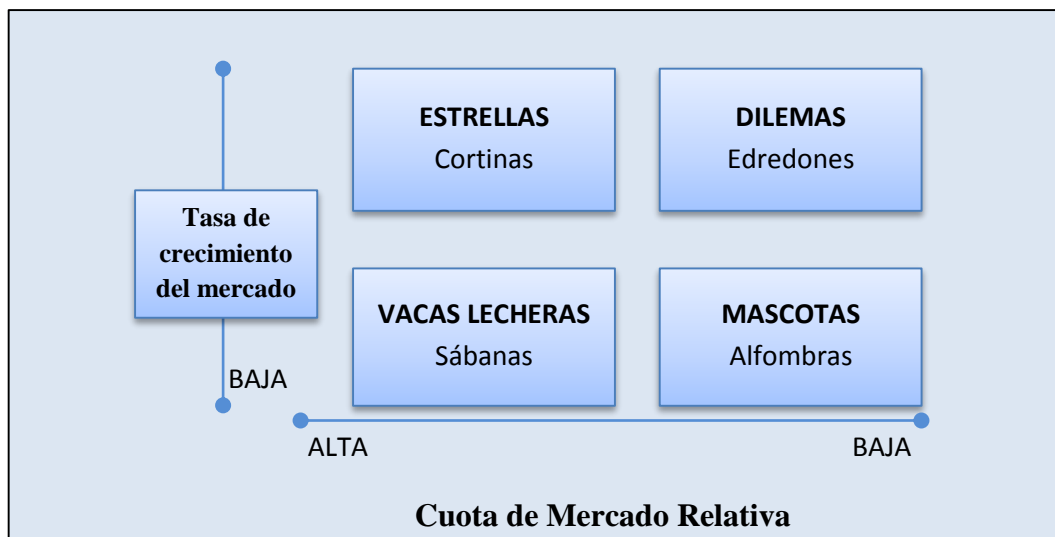 ESTRELLAS
Cortinas
DILEMAS
Edredones
Tasa de
crecimiento
del mercado
VACAS LECHERAS
Sábanas
MASCOTAS
Alfombras
BAJA
ALTA
BAJA
Cuota de Mercado Relativa